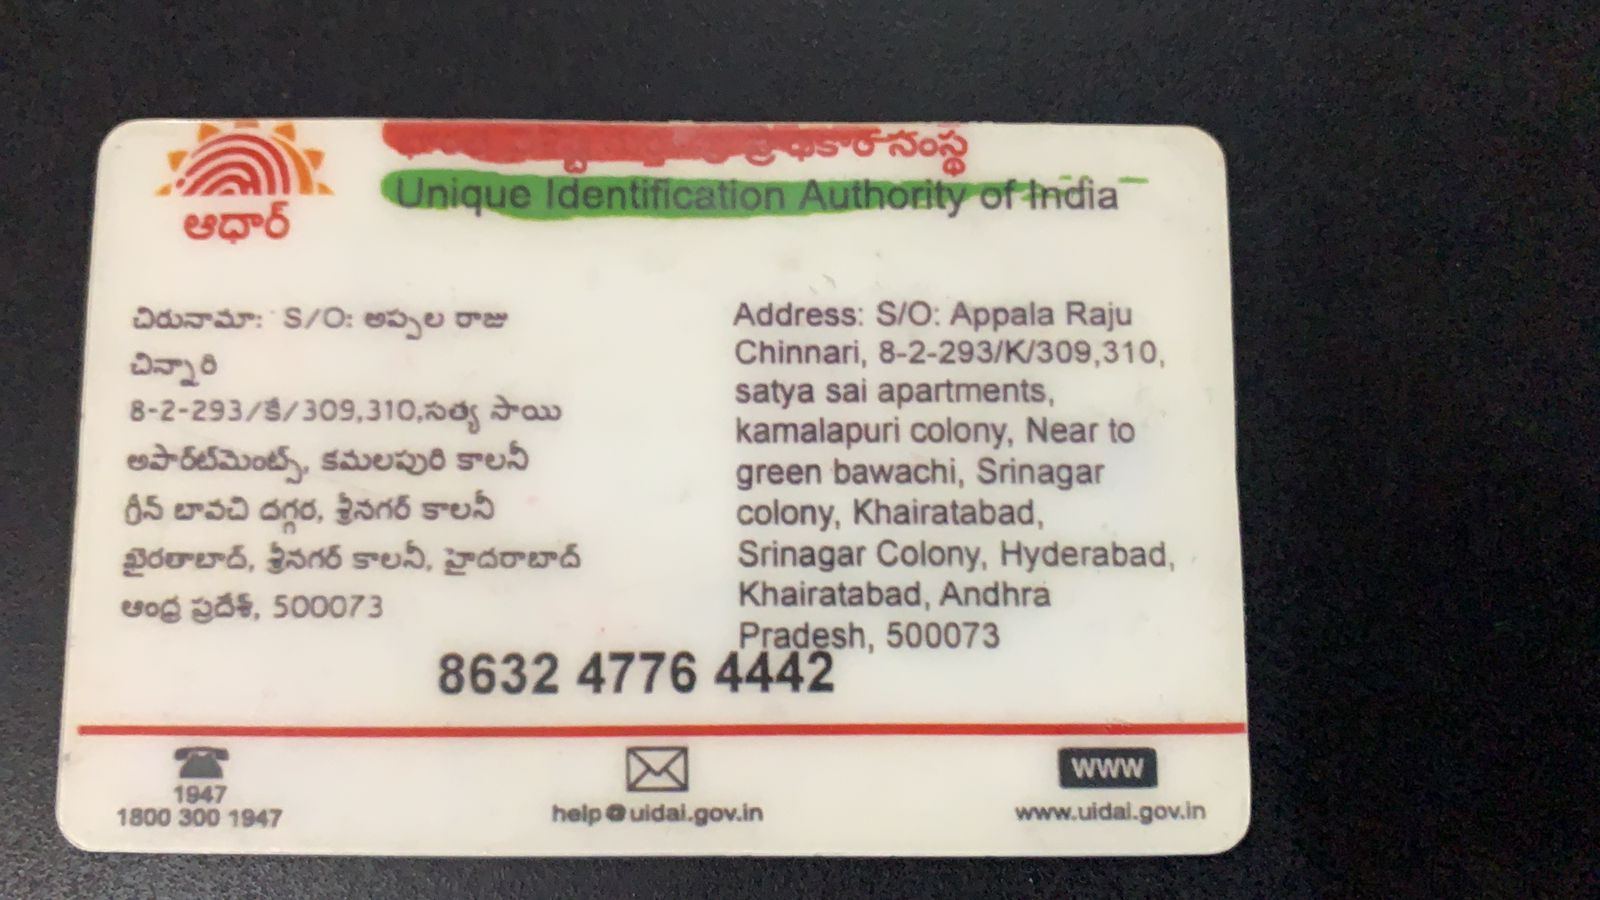 ఆధార్
ప్రాధికార సంస్థ
Unique Identification Authority of India
చిరునామా: S/O: అప్పల రాజు
చిన్నారి
8-2-293/కే/309,310,సత్య సాయి
అపార్ట్‌మెంట్స్, కమలపురి కాలనీ
గ్రీన్ బావచి దగ్గర, శ్రీనగర్ కాలనీ
ఖైరతాబాద్, శ్రీనగర్ కాలనీ, హైదరాబాద్
ఆంధ్ర ప్రదేశ్, 500073
Address: S/O: Appala Raju
Chinnari, 8-2-293/K/309,310,
satya sai apartments,
kamalapuri colony, Near to
green bawachi, Srinagar
colony, Khairatabad,
Srinagar Colony, Hyderabad,
Khairatabad, Andhra
Pradesh, 500073
8632 4776 4442
1947
1800 300 1947
help@uidai.gov.in
WWW
www.uidai.gov.in